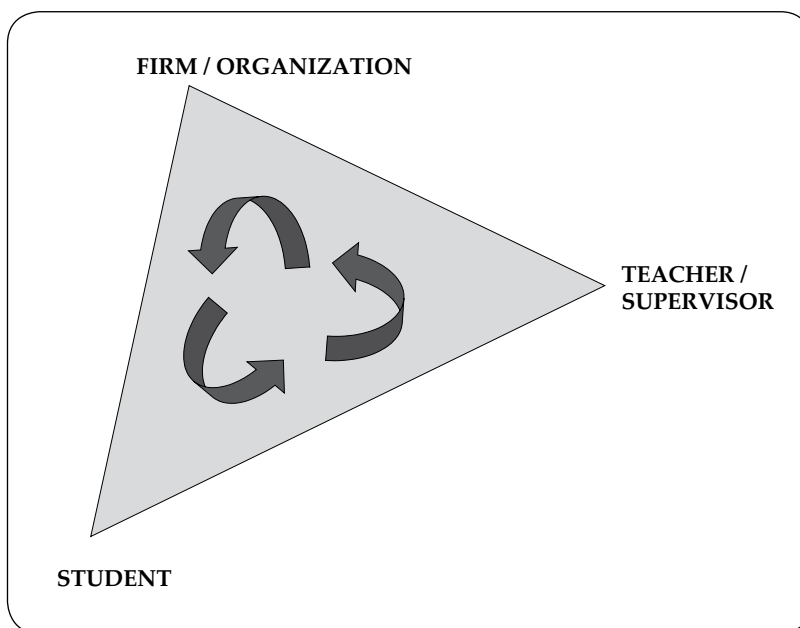 FIRM / ORGANIZATION
TEACHER /
SUPERVISOR
STUDENT